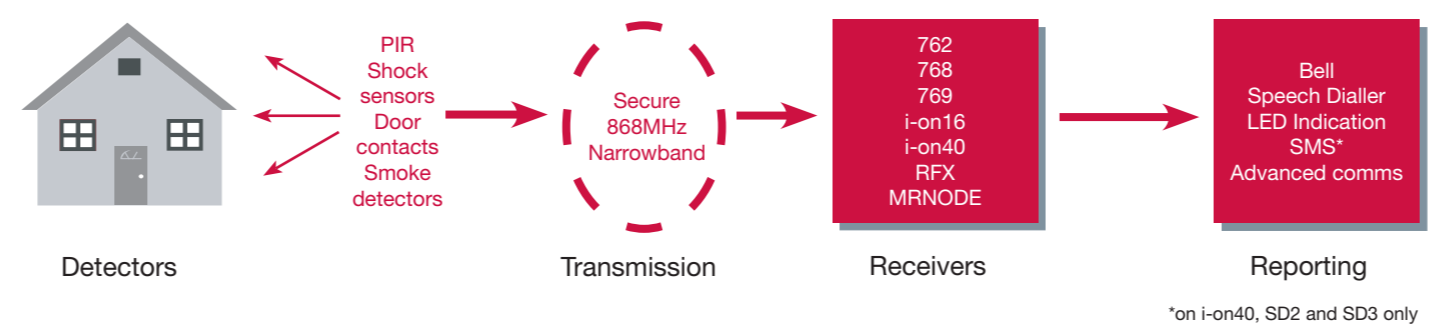 PIR
Shock
sensors
Door
contacts
Smoke
detectors
Secure
868MHz
Narrowband
762
768
769
i-on16
i-on40
RFX
MRNODE
Bell
Speech Dialler
LED Indication
SMS*
Advanced comms
Detectors
Transmission
Receivers
Reporting
*on i-on40, SD2 and SD3 only